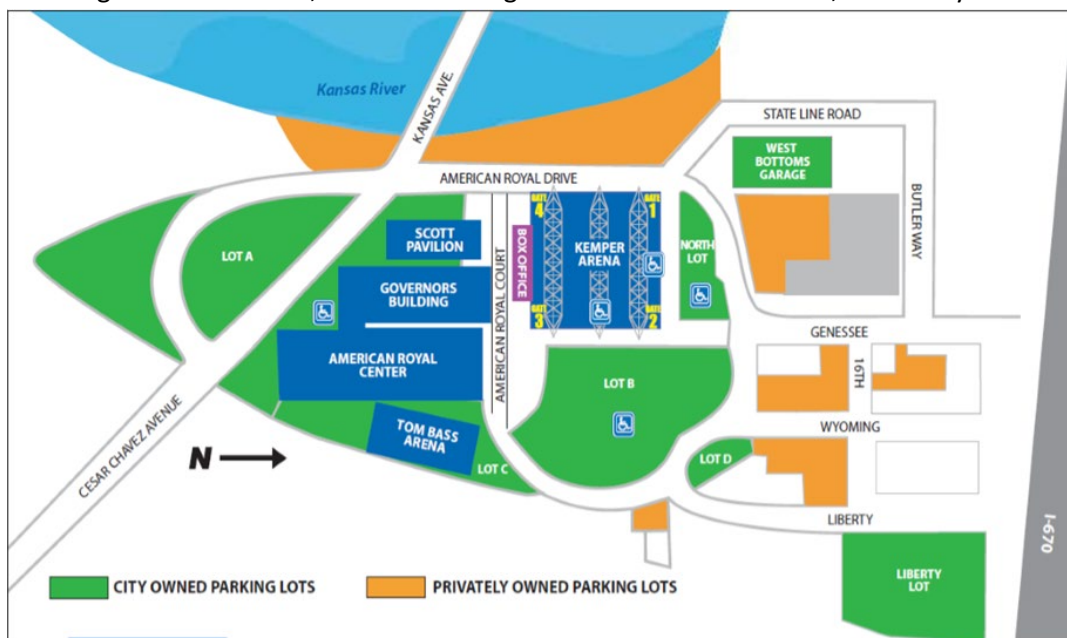 Kansas River
KANSAS AVE.
STATE LINE ROAD
WEST
BOTTOMS
GARAGE
BUTLER WAY
AMERICAN ROYAL DRIVE
GATE
4
GATE
1
SCOTT
PAVILION
BOX OFFICE
KEMPER
ARENA
NORTH
LOT
LOT A
GOVERNORS
BUILDING
AMERICAN ROYAL COURT
GATE
3
GATE
2
GENESSEE
16TH
AMERICAN ROYAL
CENTER
LOT B
WYOMING
TOM BASS
ARENA
LOT C
LOT D
CESAR CHAVEZ AVENUE
N
LIBERTY
I-670
LIBERTY
LOT
CITY OWNED PARKING LOTS
PRIVATELY OWNED PARKING LOTS